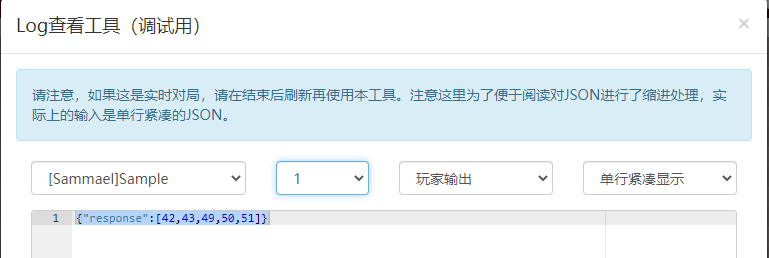 Log查看工具（调试用）
×
请注意，如果这是实时对局，请在结束后刷新再使用本工具。注意这里为了便于阅读对JSON进行了缩进处理，实
际上的输入是单行紧凑的JSON。
[Sammael]Sample 1 玩家输出 单行紧凑显示
1 {"response":[42,43,49,50,51]}